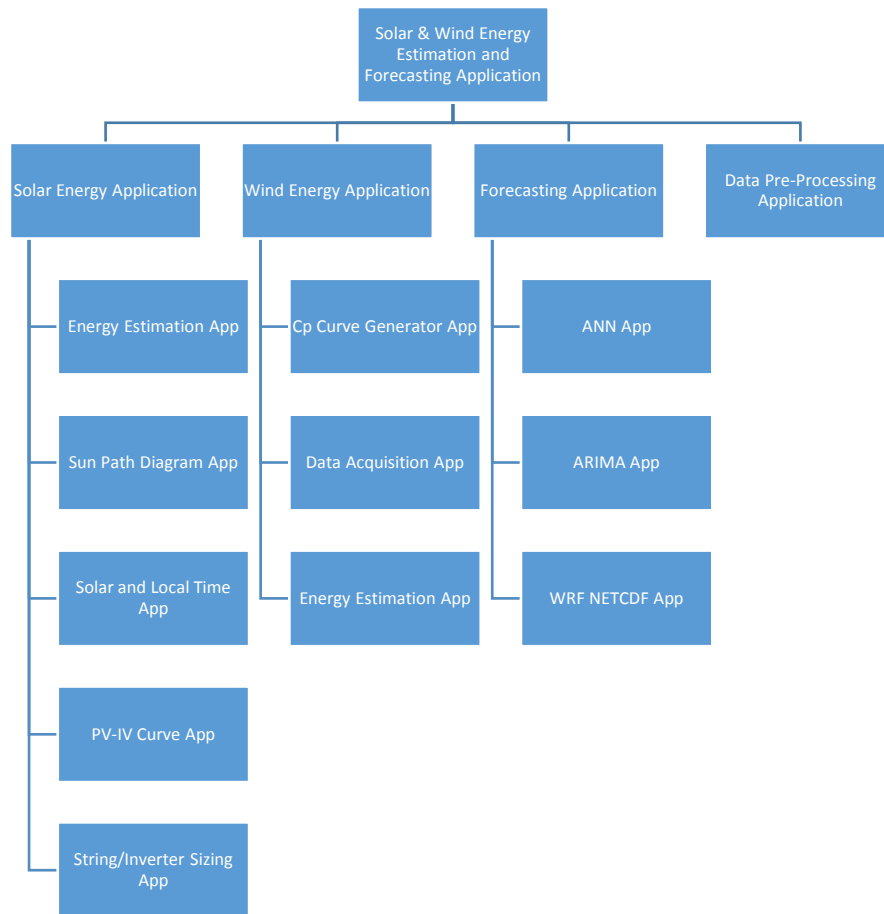 Solar & Wind Energy
Estimation and
Forecasting Application
Solar Energy Application
Wind Energy Application
Forecasting Application
Data Pre-Processing
Application
Energy Estimation App
Sun Path Diagram App
Solar and Local Time
App
PV-IV Curve App
String/Inverter Sizing
App
Cp Curve Generator App
Data Acquisition App
Energy Estimation App
ANN App
ARIMA App
WRF NETCDF App